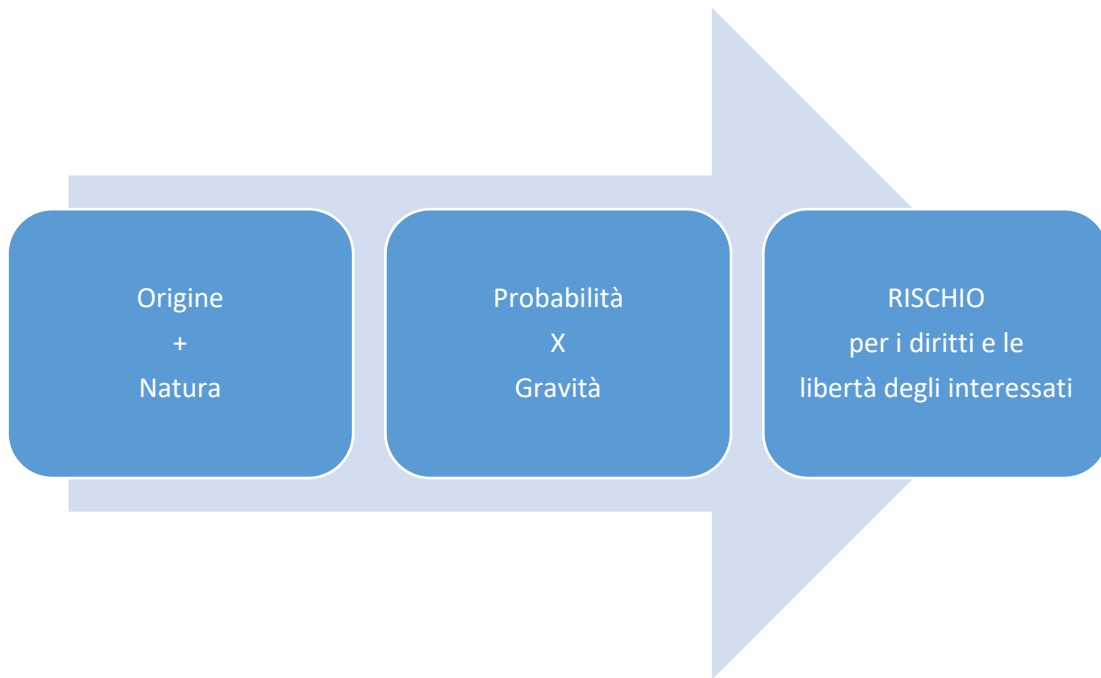 Origine
+
Natura
Probabilità
X
Gravità
RISCHIO
per i diritti e le
libertà degli interessati